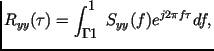 R_{yy}(\tau) = \int_{\Gamma 1}^{1} S_{yy}(f) e^{j2\pi f\tau} df,